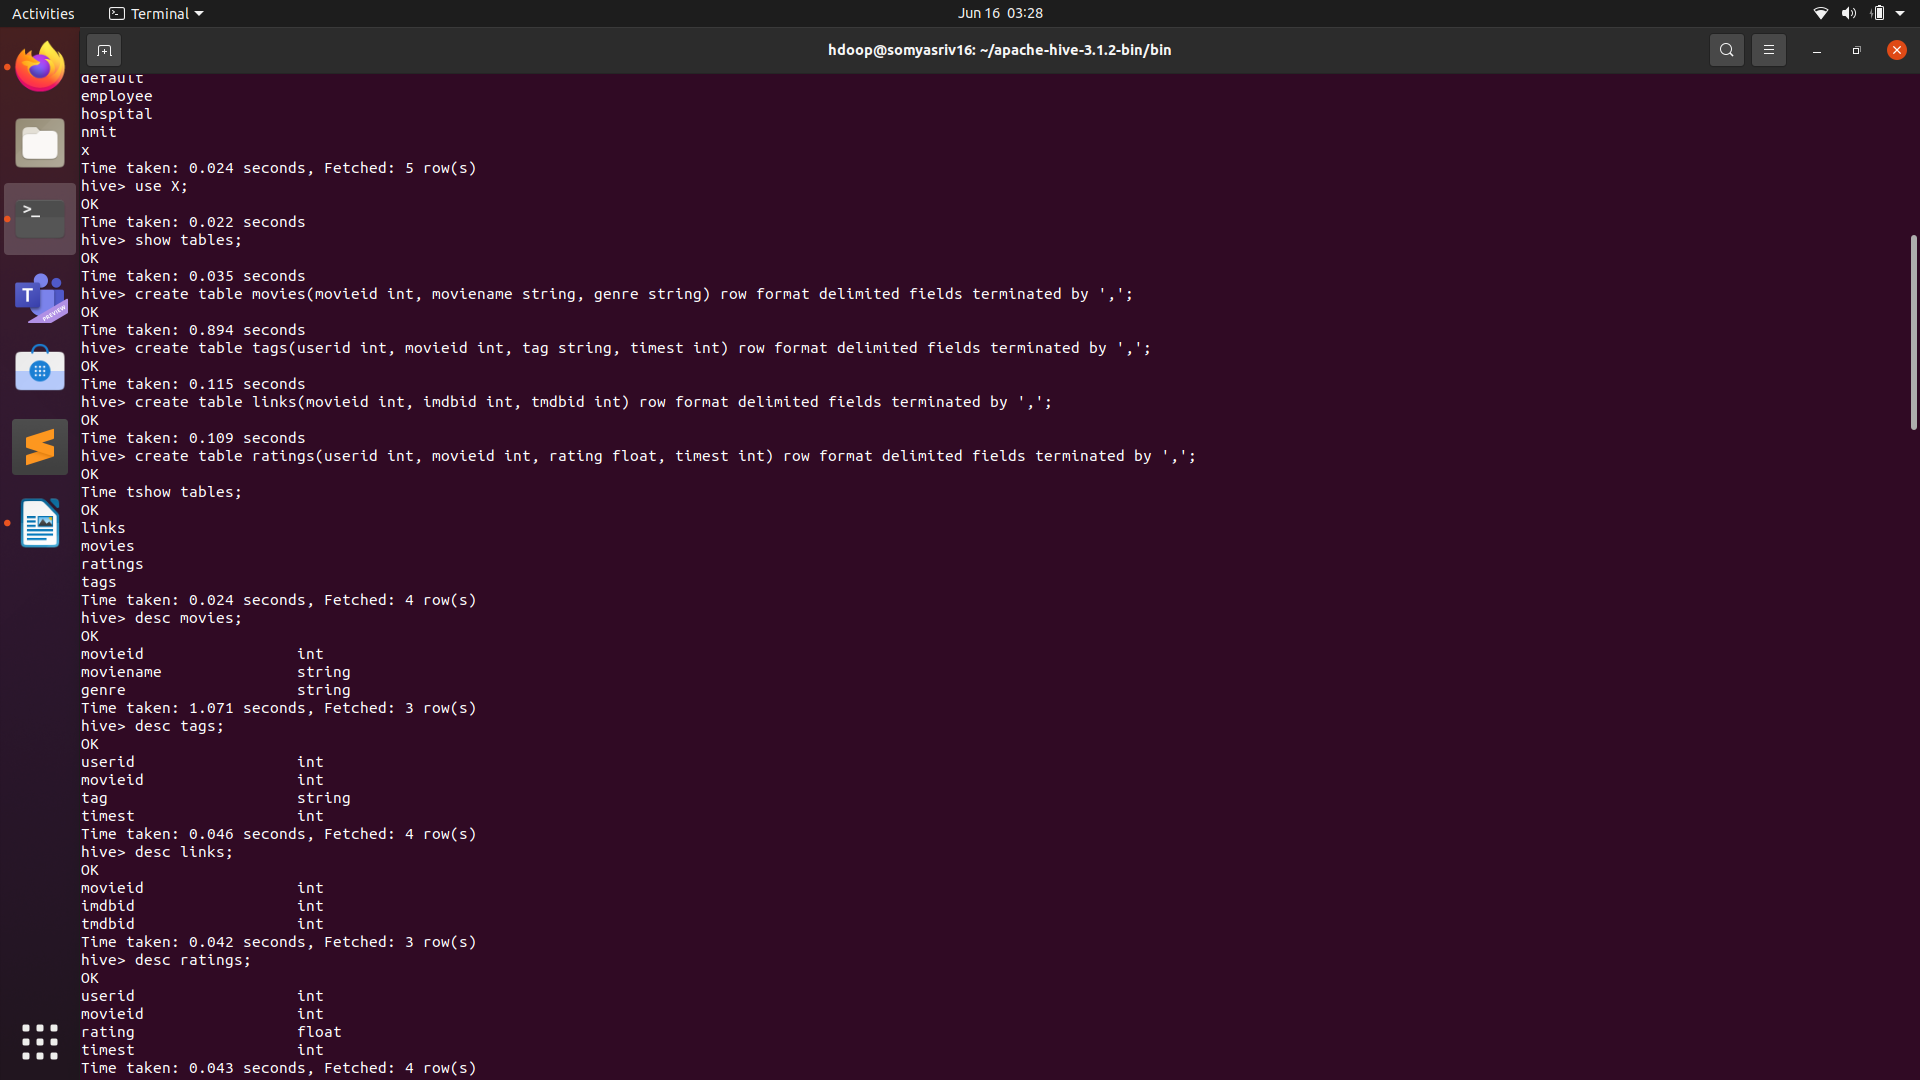 Activities
Terminal
Jun 16 03:28
hdoop@somyasriv16: ~/apache-hive-3.1.2-bin/bin
default
employee
hospital
nmit
x
Time taken: 0.024 seconds, Fetched: 5 row(s)
hive> use X;
OK
Time taken: 0.022 seconds
hive> show tables;
OK
Time taken: 0.035 seconds
hive> create table movies(movieid int, moviename string, genre string) row format delimited fields terminated by ',';
OK
Time taken: 0.894 seconds
hive> create table tags(userid int, movieid int, tag string, timest int) row format delimited fields terminated by ',';
OK
Time taken: 0.115 seconds
hive> create table links(movieid int, imdbid int, tmdbid int) row format delimited fields terminated by ',';
OK
Time taken: 0.109 seconds
hive> create table ratings(userid int, movieid int, rating float, timest int) row format delimited fields terminated by ',';
OK
Time tshow tables;
OK
links
movies
ratings
tags
Time taken: 0.024 seconds, Fetched: 4 row(s)
hive> desc movies;
OK
movieid int
moviename string
genre string
Time taken: 1.071 seconds, Fetched: 3 row(s)
hive> desc tags;
OK
userid int
movieid int
tag string
timest int
Time taken: 0.046 seconds, Fetched: 4 row(s)
hive> desc links;
OK
movieid int
imdbid int
tmdbid int
Time taken: 0.042 seconds, Fetched: 3 row(s)
hive> desc ratings;
OK
userid int
movieid int
rating float
timest int
Time taken: 0.043 seconds, Fetched: 4 row(s)
>_
T
PREVIEW